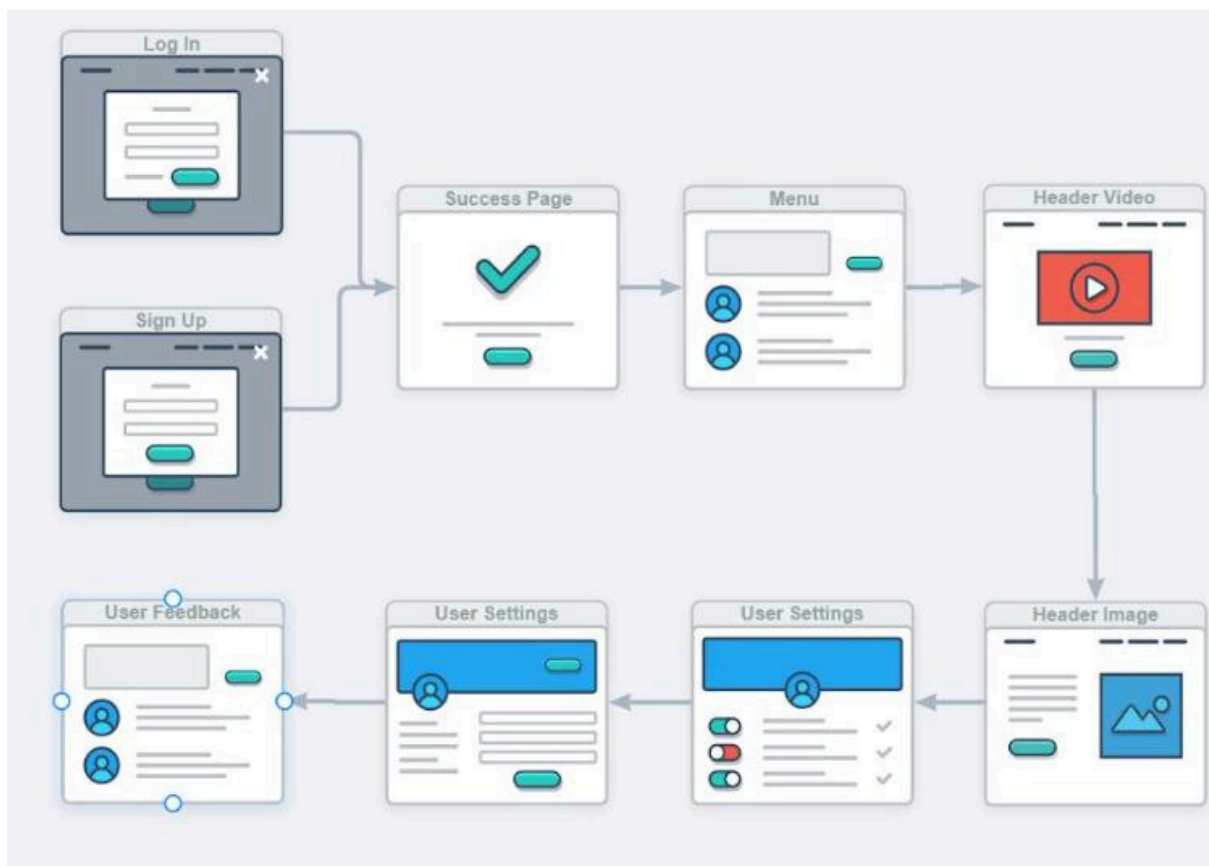 Log In
Success Page
Menu
Header Video
Sign Up
User Feedback
User Settings
User Settings
Header Image